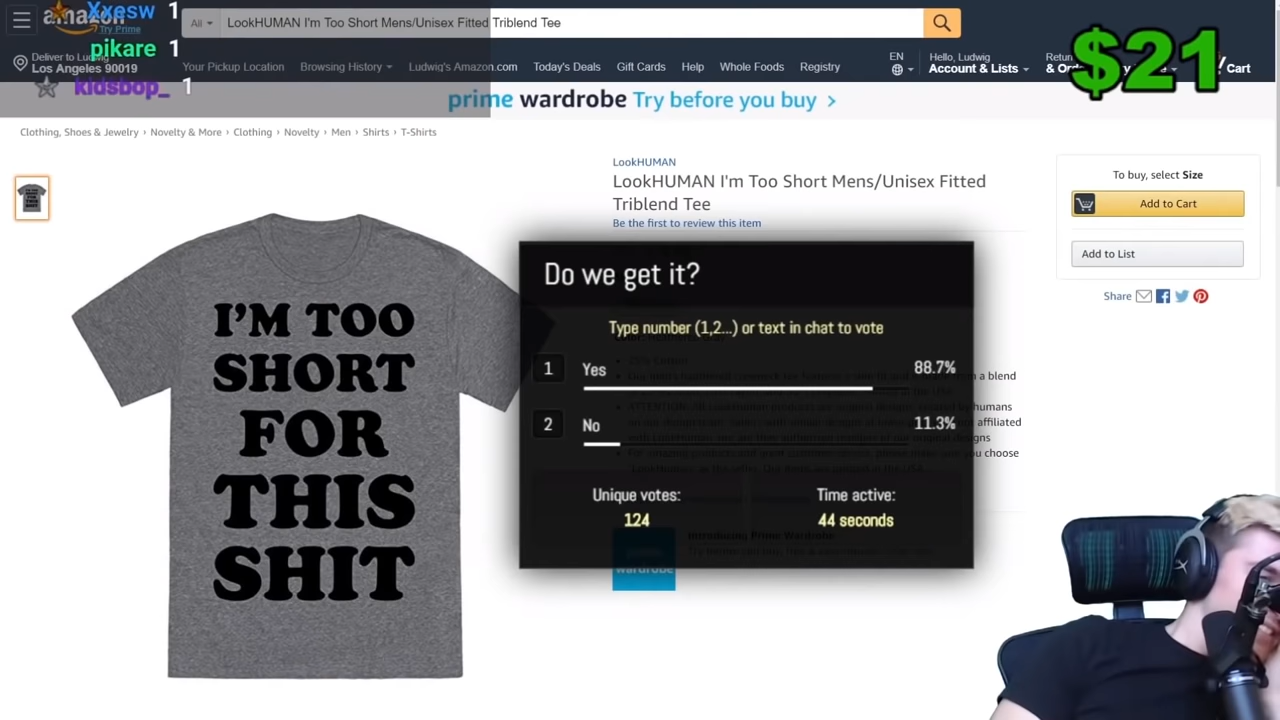 Xxesw 1
pikare 1
kidsbop_ 1
amazon
Try Prime
All
LookHUMAN I'm Too Short Mens/Unisex Fitted Triblend Tee
$21
Deliver to Ludwig
Los Angeles 90019
Your Pickup Location
Browsing History
Ludwig's Amazon.com
Today's Deals
Gift Cards
Help
Whole Foods
Registry
EN
Hello, Ludwig
Account & Lists
Cart
prime wardrobe Try before you buy >
Clothing, Shoes & Jewelry › Novelty & More › Clothing › Novelty › Men › Shirts › T-Shirts
LookHUMAN
LookHUMAN I'm Too Short Mens/Unisex Fitted
Triblend Tee
Be the first to review this item
To buy, select Size
Add to Cart
Add to List
Share
I'M TOO
SHORT
FOR
THIS
SHIT
Do we get it?
Type number (1,2...) or text in chat to vote
1 Yes 88.7%
2 No 11.3%
Unique votes:
124
Time active:
44 seconds
wardrobe